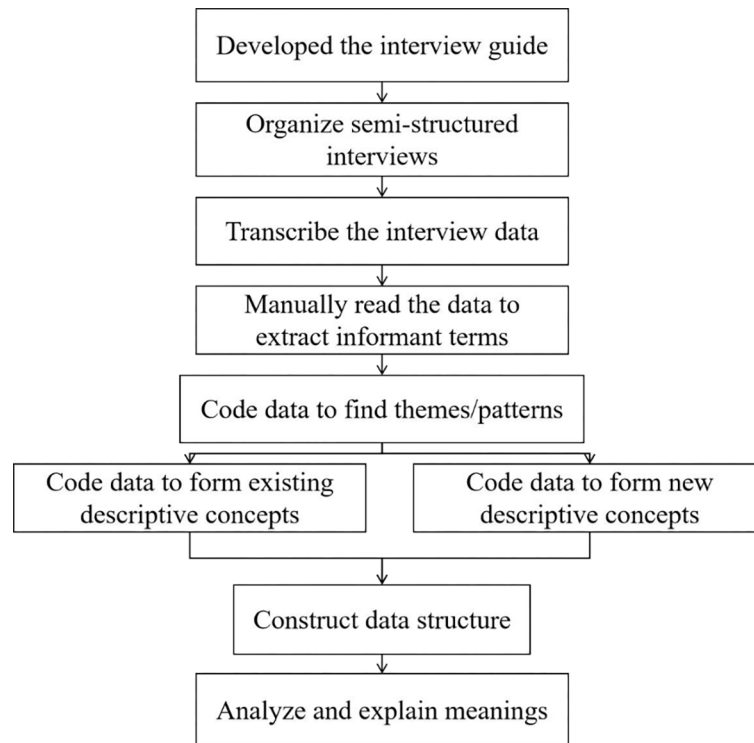 Developed the interview guide
Organize semi-structured
interviews
Transcribe the interview data
Manually read the data to
extract informant terms
Code data to find themes/patterns
Code data to form existing
descriptive concepts
Code data to form new
descriptive concepts
Construct data structure
Analyze and explain meanings